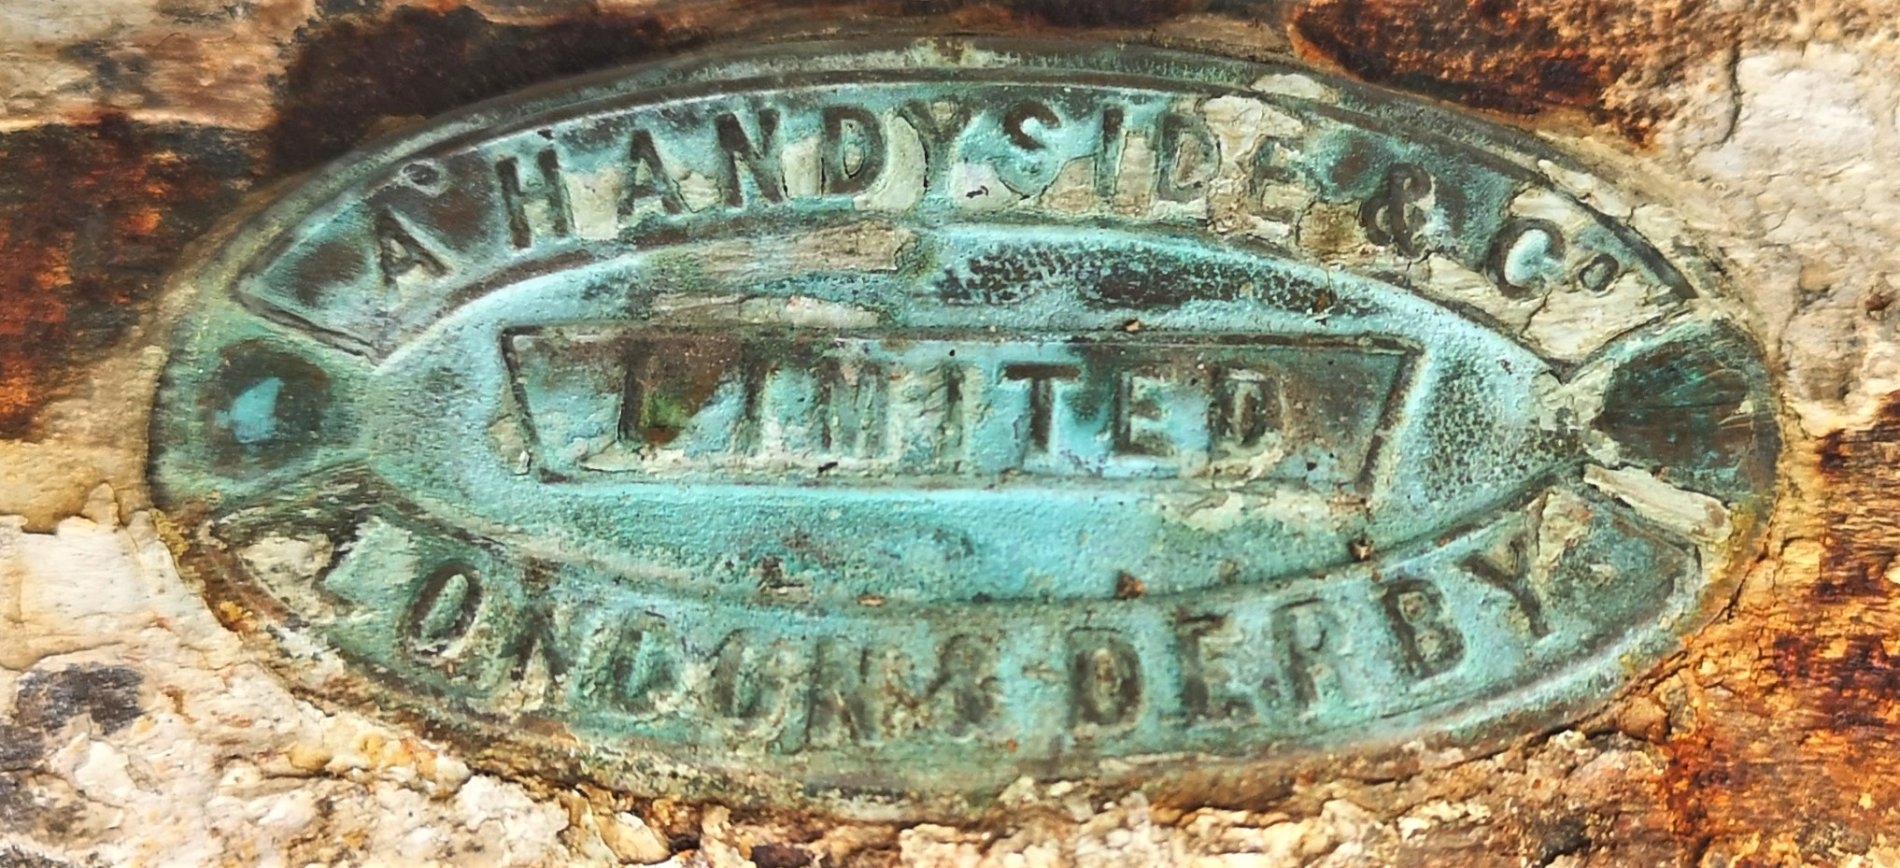 A HANDYSIDE & Co
LIMITED
LONDON & DERBY